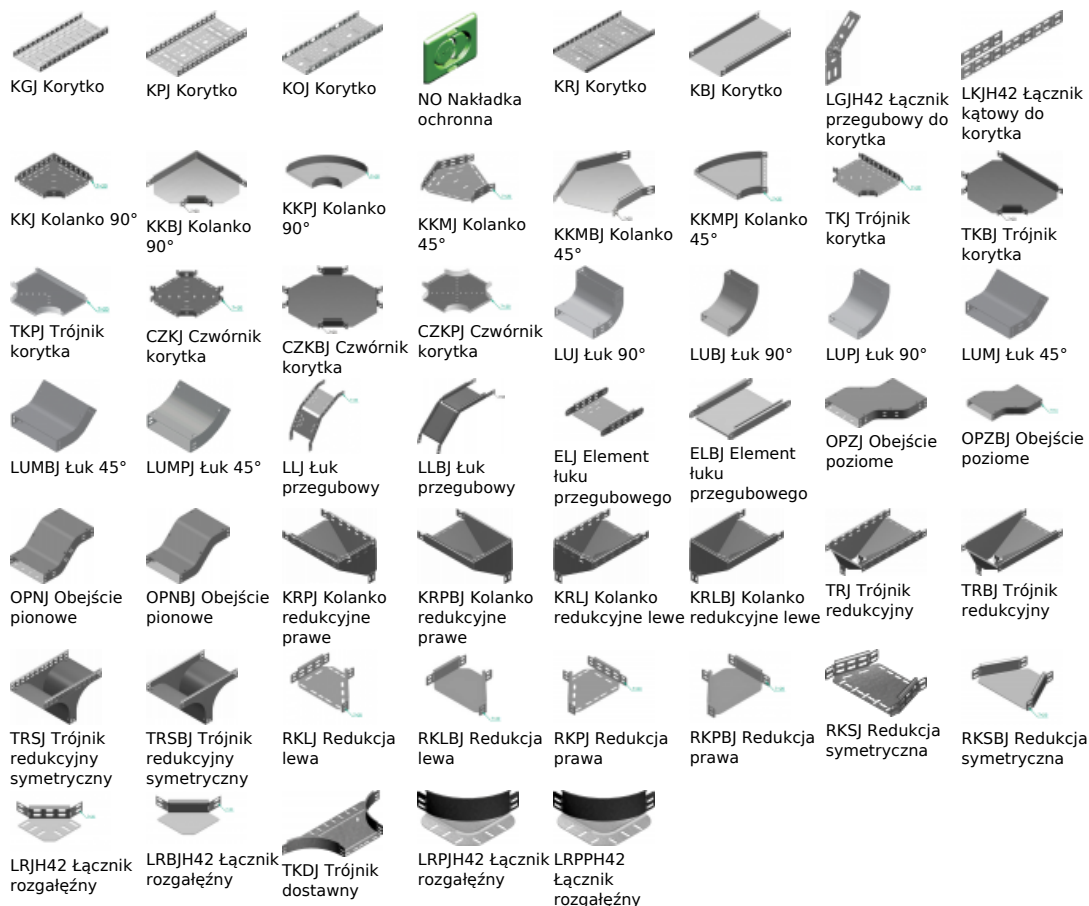 KGJ Korytko
KPJ Korytko
KOJ Korytko
NO Nakładka
ochronna
KRJ Korytko
KBJ Korytko
LGJH42 Łącznik
przegubowy do
korytka
LKJH42 Łącznik
kątowy do
korytka
KKJ Kolanko 90°
KKBJ Kolanko
90°
KKPJ Kolanko
90°
KKMJ Kolanko
45°
KKMBJ Kolanko
45°
KKMPJ Kolanko
45°
TKJ Trójnik
korytka
TKBJ Trójnik
korytka
TKPJ Trójnik
korytka
CZKJ Czwórnik
korytka
CZKBJ Czwórnik
korytka
CZKPJ Czwórnik
korytka
LUJ Łuk 90°
LUBJ Łuk 90°
LUPJ Łuk 90°
LUMJ Łuk 45°
LUMBJ Łuk 45°
LUMPJ Łuk 45°
LLJ Łuk
przegubowy
LLBJ Łuk
przegubowy
ELJ Element
łuku
przegubowego
ELBJ Element
łuku
przegubowego
OPZJ Obejście
poziome
OPZBJ Obejście
poziome
OPNJ Obejście
pionowe
OPNBJ Obejście
pionowe
KRPJ Kolanko
redukcyjne
prawe
KRPBJ Kolanko
redukcyjne
prawe
KRLJ Kolanko
redukcyjne lewe
KRLBJ Kolanko
redukcyjne lewe
TRJ Trójnik
redukcyjny
TRBJ Trójnik
redukcyjny
TRSJ Trójnik
redukcyjny
symetryczny
TRSBJ Trójnik
redukcyjny
symetryczny
RKLJ Redukcja
lewa
RKLBJ Redukcja
lewa
RKPJ Redukcja
prawa
RKPBJ Redukcja
prawa
RKSJ Redukcja
symetryczna
RKSBJ Redukcja
symetryczna
LRJH42 Łącznik
rozgałęźny
LRBJH42 Łącznik
rozgałęźny
TKDJ Trójnik
dostawny
LRPJH42 Łącznik
rozgałęźny
LRPPH42
Łącznik
rozgałęźny